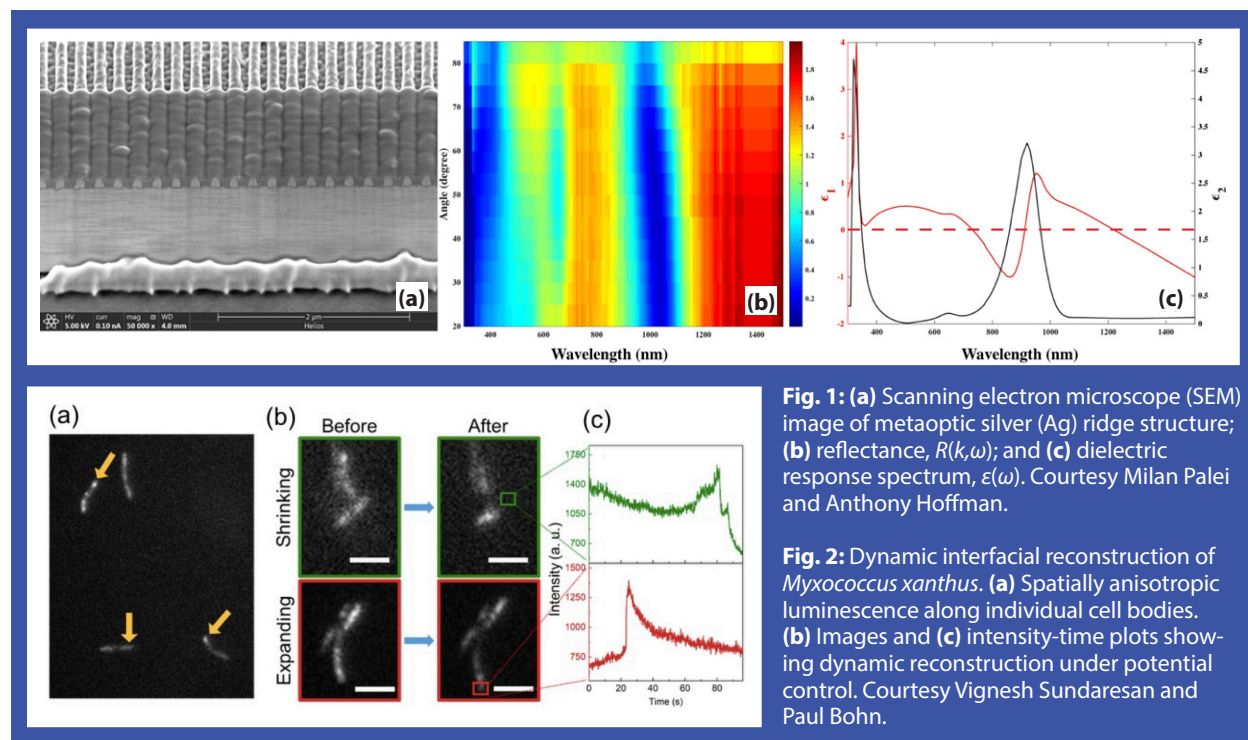 (a)
HV curr mag WD
5.00 kV 0.10 nA 50 000 x 4.0 mm
2 μm
Helios
Angle (degree)
80
70
60
50
40
30
20
400 600 800 1000 1200 1400
Wavelength (nm)
(b)
1.8
1.6
1.4
1.2
1
0.8
0.6
0.4
0.2
ϵ1
4
3
2
1
0
-1
-2
400 600 800 1000 1200 1400
Wavelength (nm)
(c)
5
4.5
4
3.5
3
2.5
2
1.5
1
0.5
0
ϵ2
(a)
(b)
Before After
Shrinking
Expanding
(c)
Intensity (a. u.)
1780
1400
1050
700
1500
1250
1000
750
0 20 40 60 80
Time (s)
Fig. 1: (a) Scanning electron microscope (SEM)
image of metaoptic silver (Ag) ridge structure;
(b) reflectance, R(k,ω); and (c) dielectric
response spectrum, ε(ω). Courtesy Milan Palei
and Anthony Hoffman.
Fig. 2: Dynamic interfacial reconstruction of
Myxococcus xanthus. (a) Spatially anisotropic
luminescence along individual cell bodies.
(b) Images and (c) intensity-time plots show-
ing dynamic reconstruction under potential
control. Courtesy Vignesh Sundaresan and
Paul Bohn.